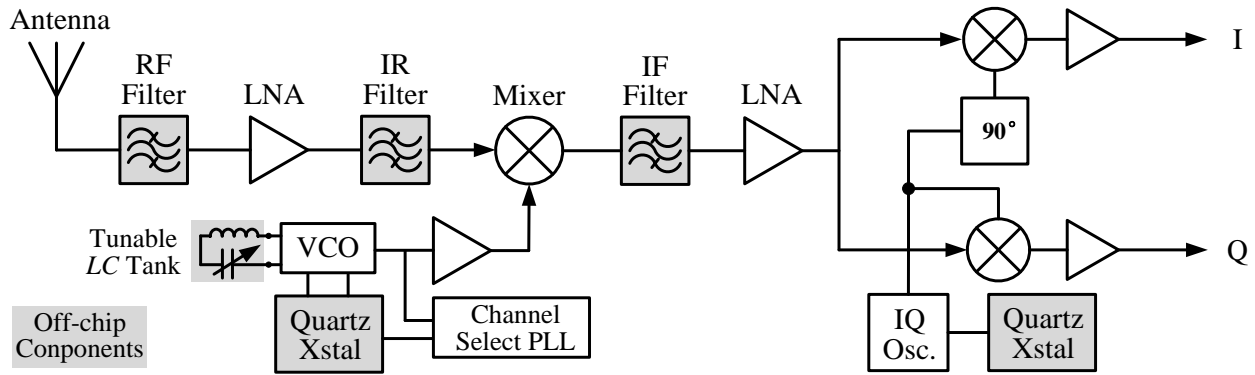 Antenna
RF
Filter
LNA
IR
Filter
Mixer
IF
Filter
LNA
I
90°
Tunable
LC Tank
VCO
Q
Off-chip
Conponents
Quartz
Xstal
Channel
Select PLL
IQ
Osc.
Quartz
Xstal